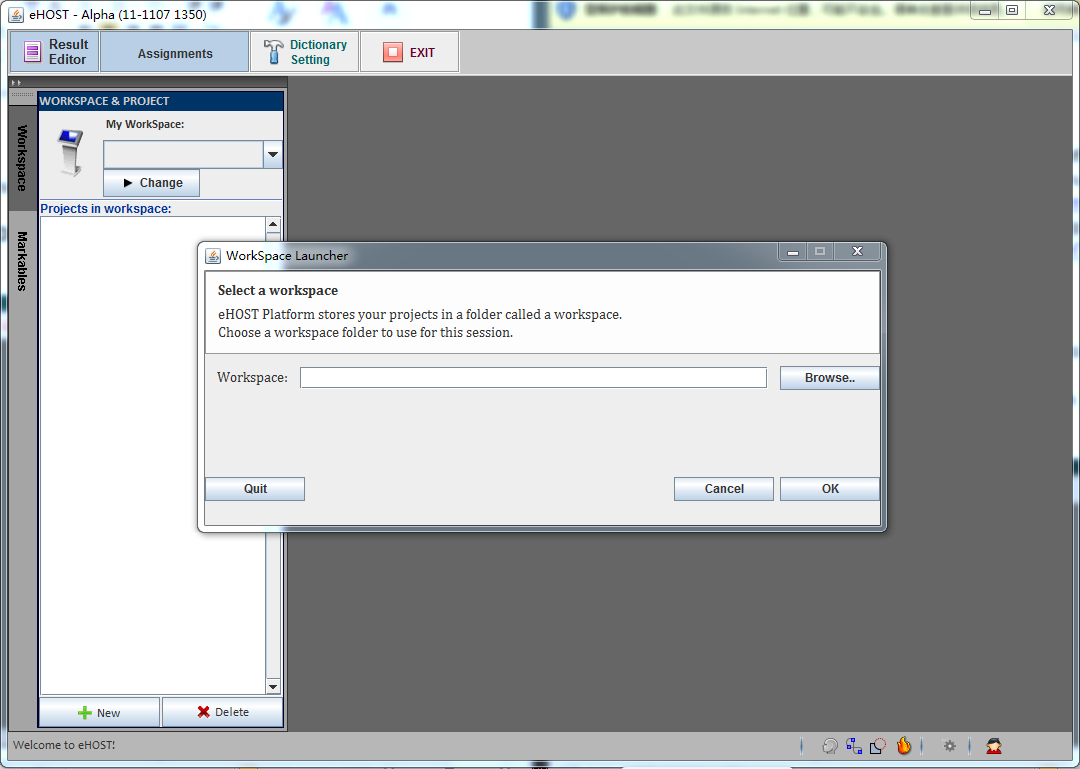 eHOST - Alpha (11-1107 1350)
Result
Editor
Assignments
Dictionary
Setting
EXIT
WORKSPACE & PROJECT
My WorkSpace:
Change
Projects in workspace:
Workspace
Markables
WorkSpace Launcher
Select a workspace
eHOST Platform stores your projects in a folder called a workspace.
Choose a workspace folder to use for this session.
Workspace:
Browse..
Quit
Cancel
OK
New
Delete
Welcome to eHOST!